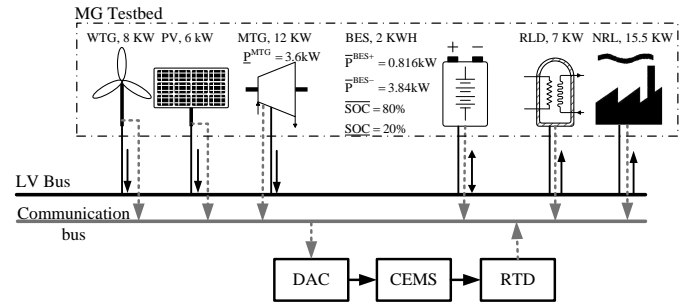 MG Testbed
WTG, 8 KW PV, 6 kW MTG, 12 KW BES, 2 KWH RLD, 7 KW NRL, 15.5 KW
P^MTG = 3.6kW
+ −
P^BES+ = 0.816kW
P^BES− = 3.84kW
SOC = 80%
SOC = 20%
LV Bus
Communication
bus
DAC CEMS RTD